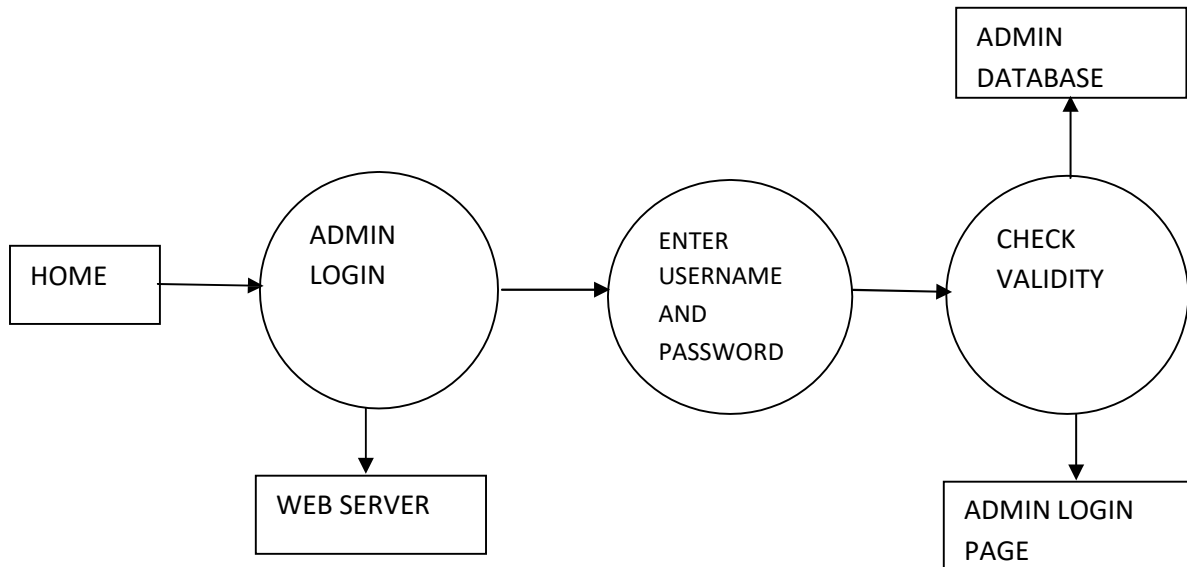 ADMIN
DATABASE
HOME
ADMIN
LOGIN
ENTER
USERNAME
AND
PASSWORD
CHECK
VALIDITY
WEB SERVER
ADMIN LOGIN
PAGE